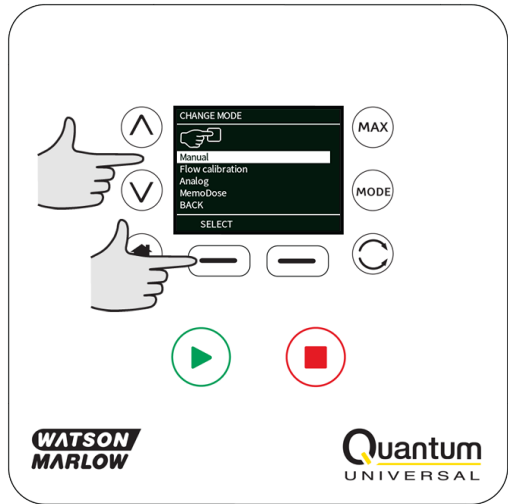 CHANGE MODE
Manual
Flow calibration
Analog
MemoDose
BACK
SELECT
MAX
MODE
WATSON
MARLOW
Quantum
UNIVERSAL